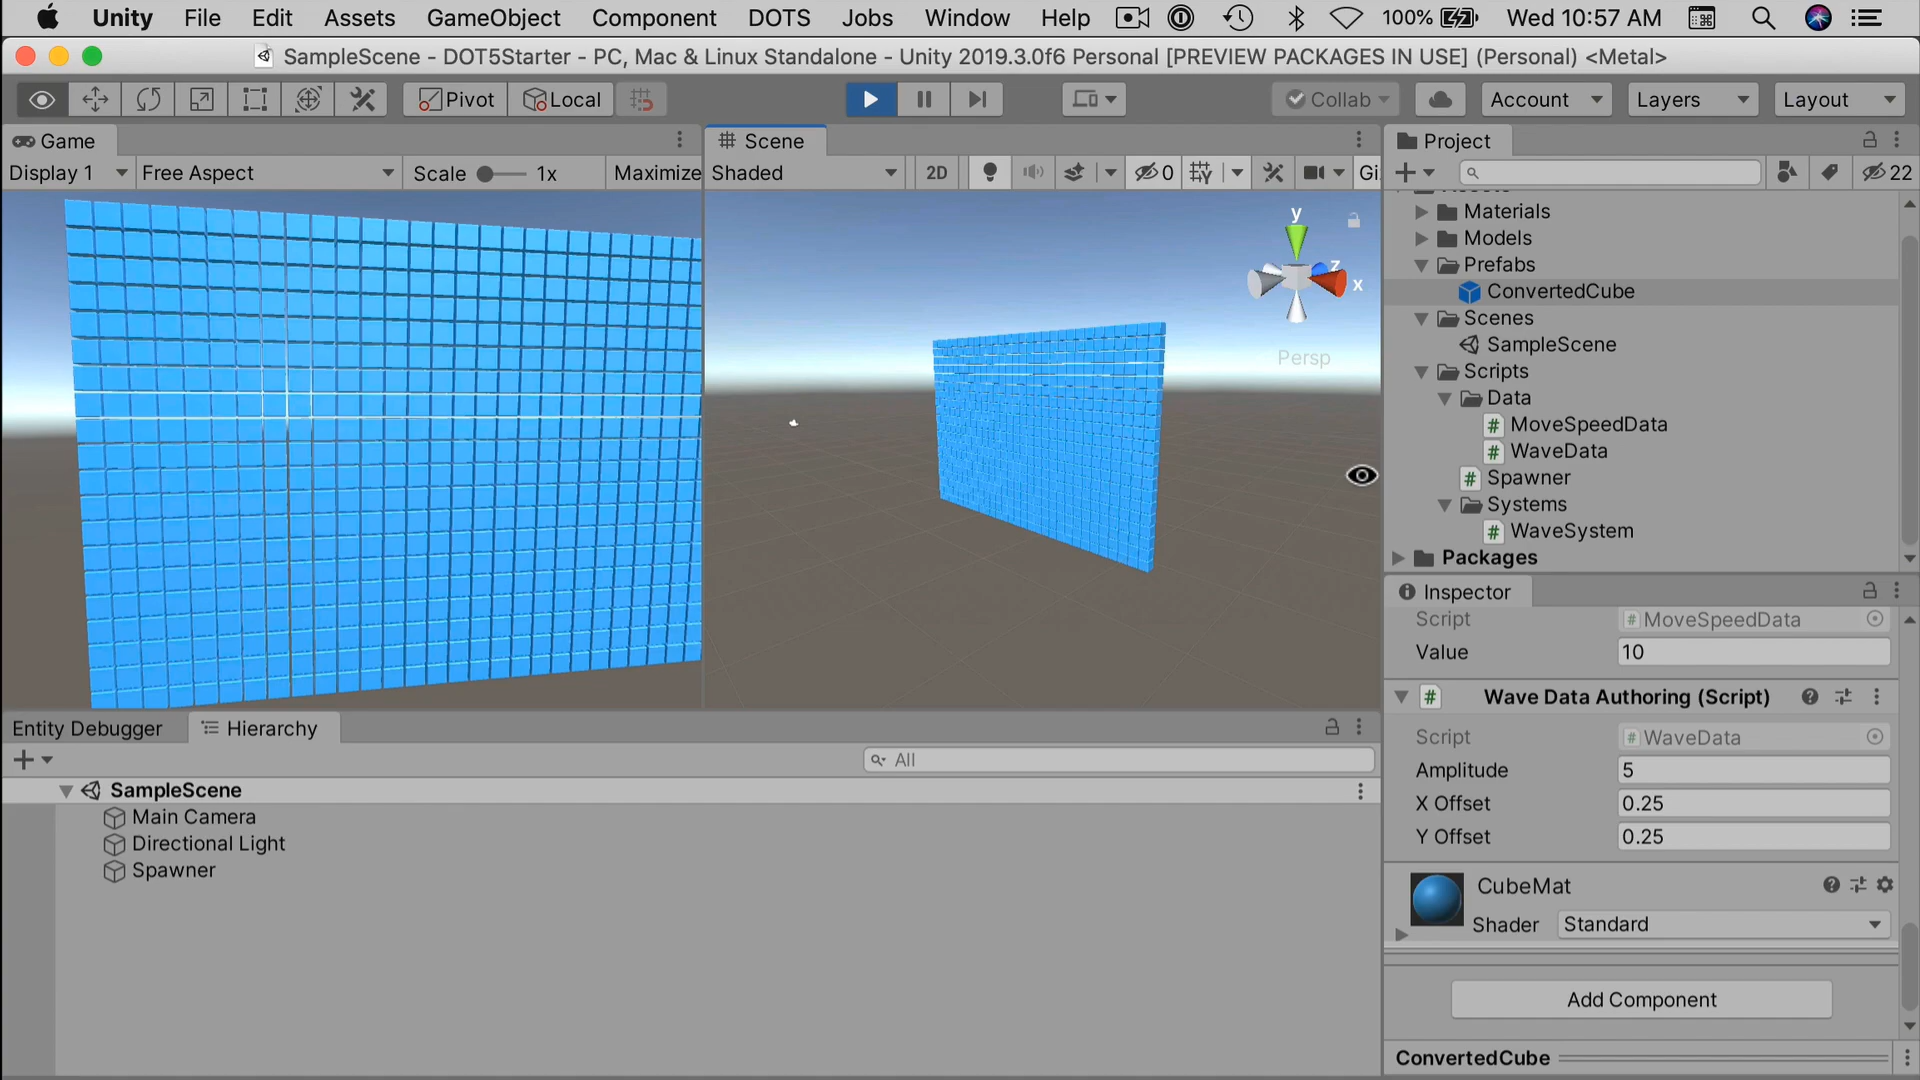 Unity File Edit Assets GameObject Component DOTS Jobs Window Help 100% Wed 10:57 AM
SampleScene - DOT5Starter - PC, Mac & Linux Standalone - Unity 2019.3.0f6 Personal [PREVIEW PACKAGES IN USE] (Personal) <Metal>
Pivot Local Collab Account Layers Layout
Game Scene Project
Display 1 Free Aspect Scale 1x Maximize Shaded 2D 0 Gi 22
Materials
Models
Prefabs
ConvertedCube
Scenes
SampleScene
Scripts
Data
MoveSpeedData
WaveData
Spawner
Systems
WaveSystem
Packages
y
z
x
Persp
Inspector
Script MoveSpeedData
Value 10
Wave Data Authoring (Script)
Script WaveData
Amplitude 5
X Offset 0.25
Y Offset 0.25
CubeMat
Shader Standard
Add Component
ConvertedCube
Entity Debugger Hierarchy
All
SampleScene
Main Camera
Directional Light
Spawner